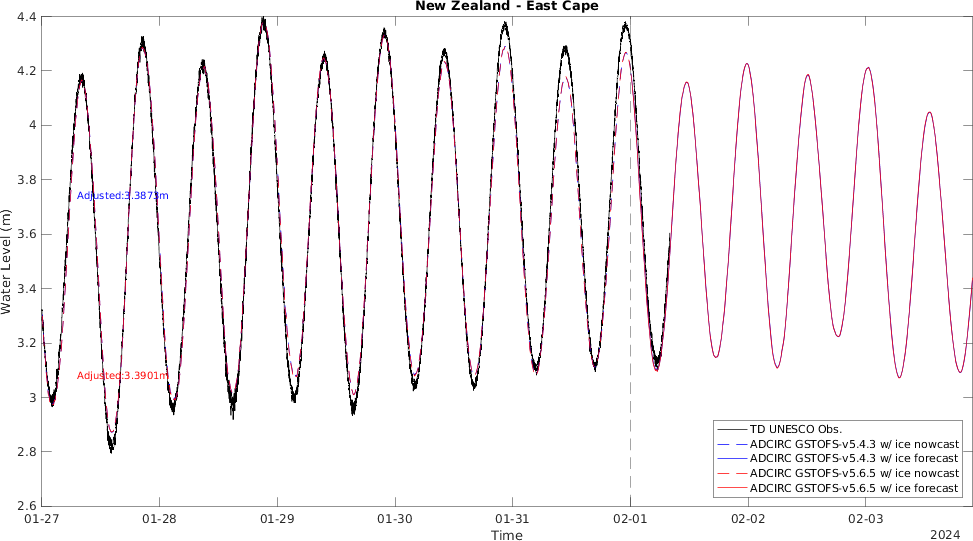 New Zealand - East Cape
4.4
4.2
4
3.8
3.6
3.4
3.2
3
2.8
2.6
Water Level (m)
Adjusted:3.3873m
Adjusted:3.3901m
TD UNESCO Obs.
ADCIRC GSTOFS-v5.4.3 w/ ice nowcast
ADCIRC GSTOFS-v5.4.3 w/ ice forecast
ADCIRC GSTOFS-v5.6.5 w/ ice nowcast
ADCIRC GSTOFS-v5.6.5 w/ ice forecast
01-27 01-28 01-29 01-30 01-31 02-01 02-02 02-03
Time
2024